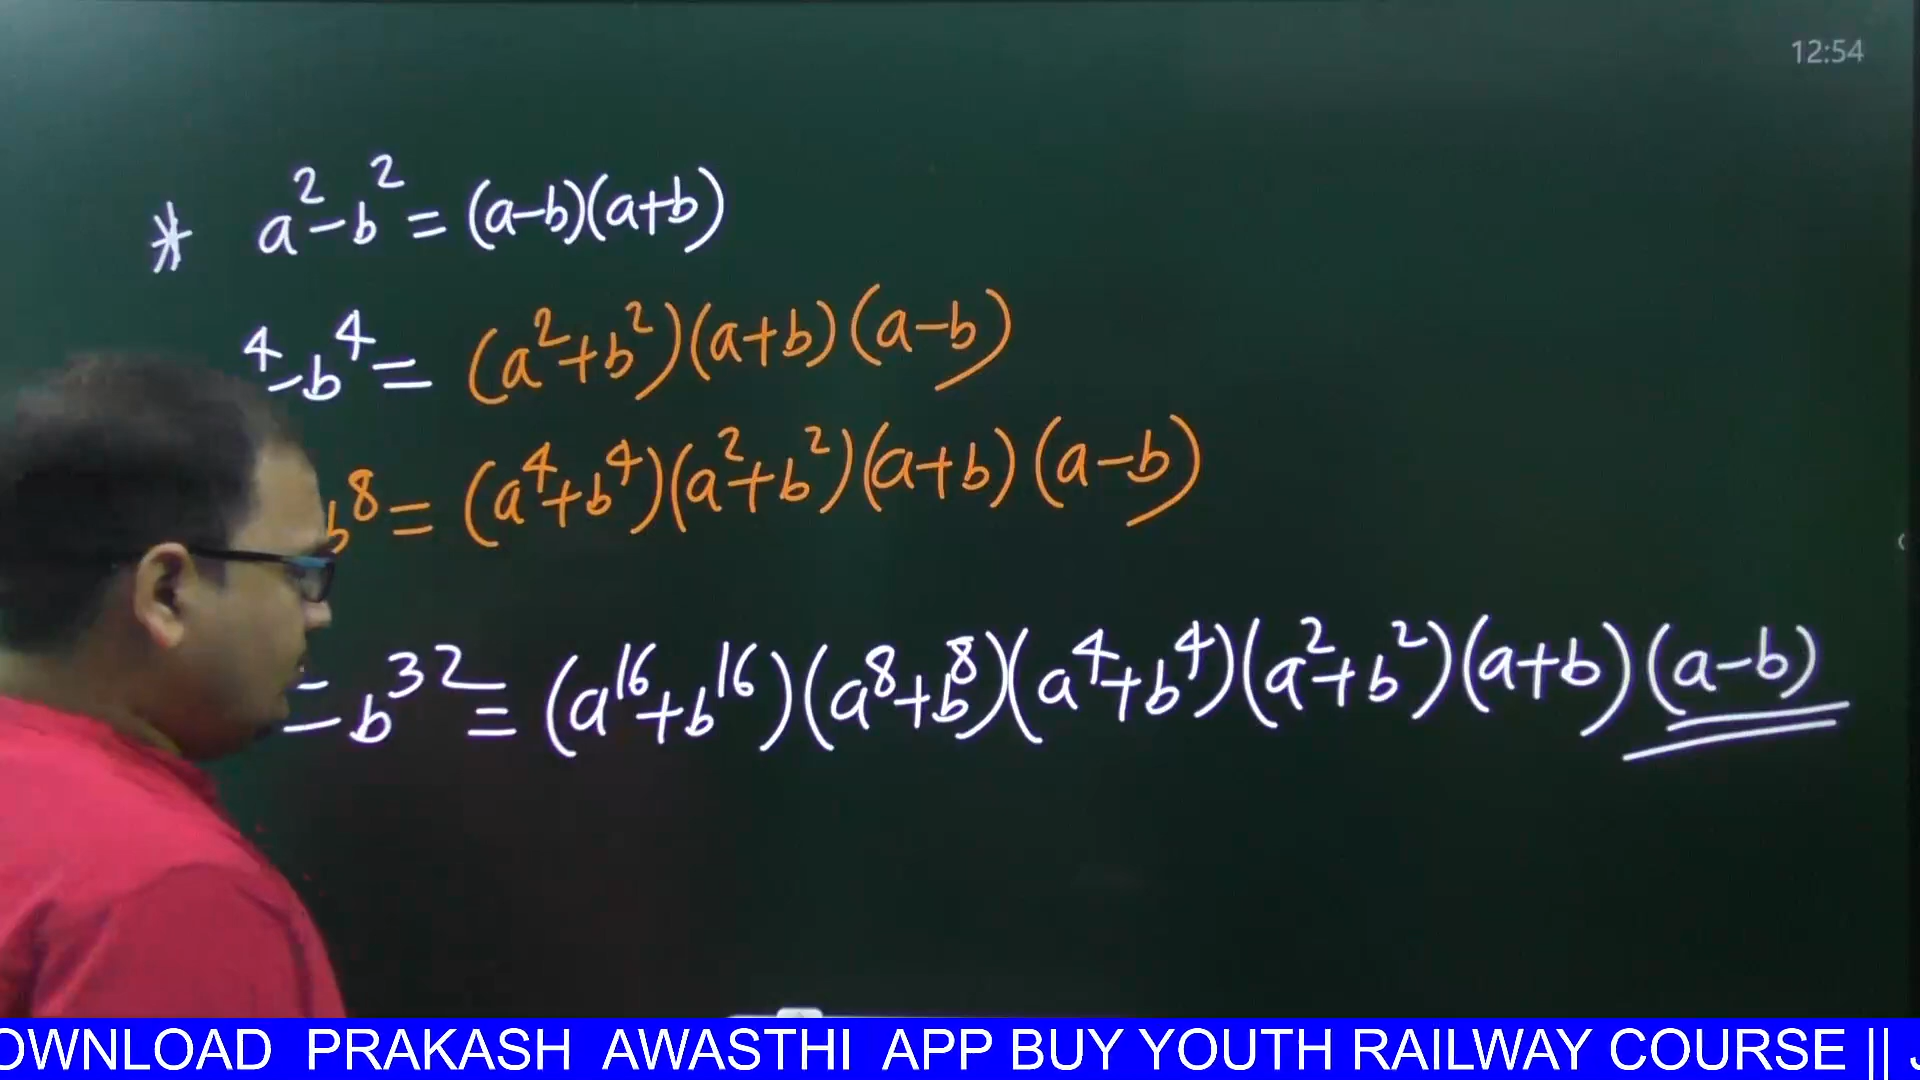 12:54
* a²-b² = (a-b)(a+b)
⁴-b⁴ = (a²+b²)(a+b)(a-b)
b⁸ = (a⁴+b⁴)(a²+b²)(a+b)(a-b)
- b³² = (a¹⁶+b¹⁶)(a⁸+b⁸)(a⁴+b⁴)(a²+b²)(a+b)(a-b)
OWNLOAD PRAKASH AWASTHI APP BUY YOUTH RAILWAY COURSE || J